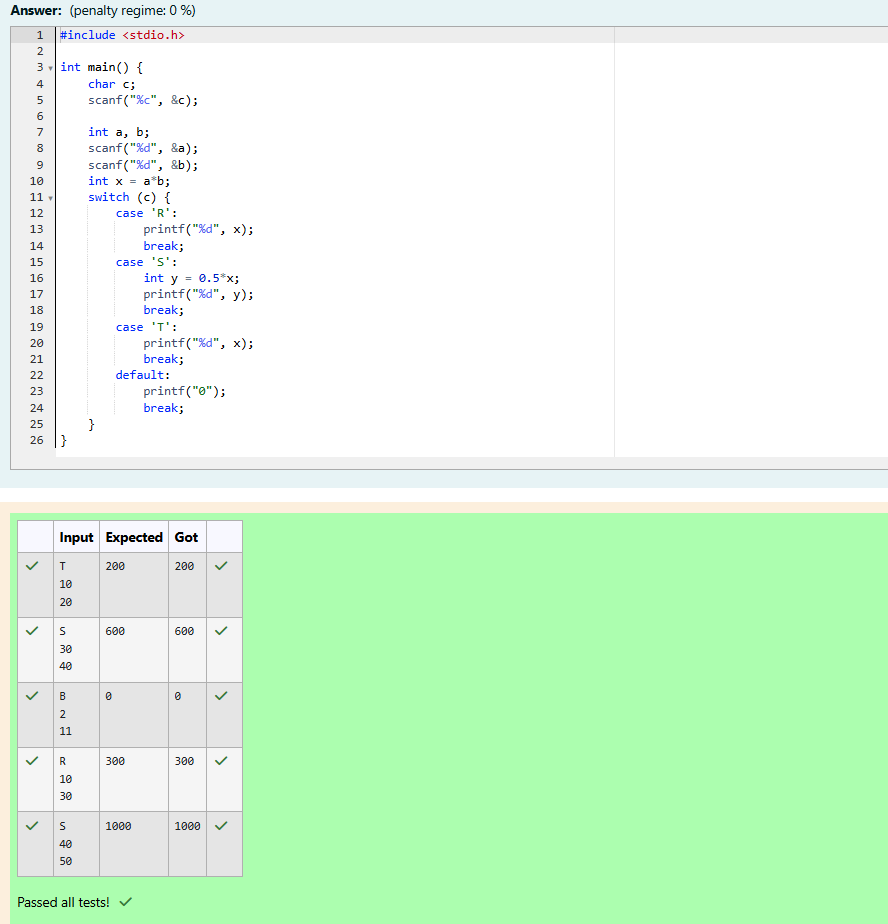 Answer: (penalty regime: 0 %)
1 #include <stdio.h>
2
3 int main() {
4     char c;
5     scanf("%c", &c);
6
7     int a, b;
8     scanf("%d", &a);
9     scanf("%d", &b);
10     int x = a*b;
11     switch (c) {
12         case 'R':
13             printf("%d", x);
14             break;
15         case 'S':
16             int y = 0.5*x;
17             printf("%d", y);
18             break;
19         case 'T':
20             printf("%d", x);
21             break;
22         default:
23             printf("0");
24             break;
25     }
26 }
Input Expected Got
T 200 200
10
20
S 600 600
30
40
B 0 0
2
11
R 300 300
10
30
S 1000 1000
40
50
Passed all tests!